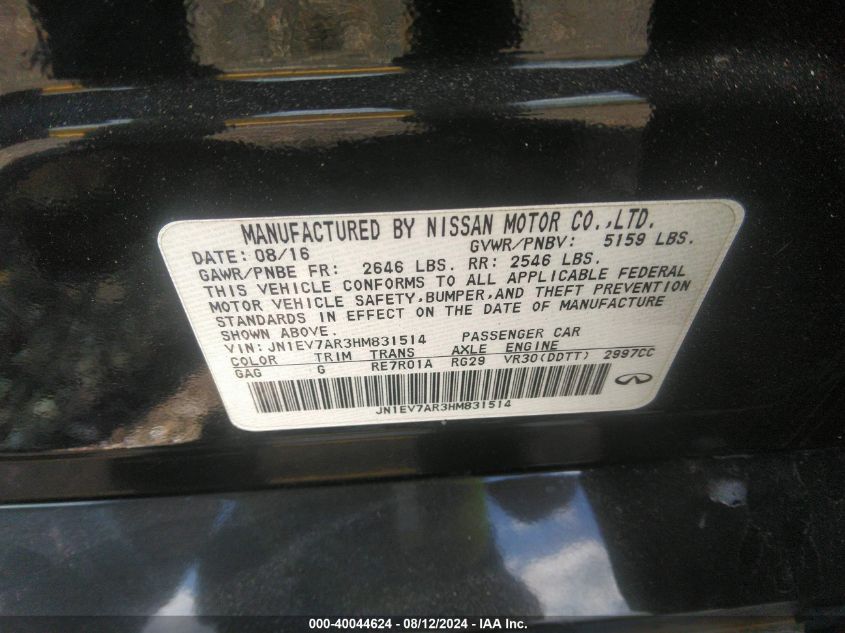 MANUFACTURED BY NISSAN MOTOR CO.,LTD.
DATE: 08/16 GVWR/PNBV: 5159 LBS.
GAWR/PNBE FR: 2646 LBS. RR: 2546 LBS.
THIS VEHICLE CONFORMS TO ALL APPLICABLE FEDERAL
MOTOR VEHICLE SAFETY,BUMPER,AND THEFT PREVENTION
STANDARDS IN EFFECT ON THE DATE OF MANUFACTURE
SHOWN ABOVE.
VIN: JN1EV7AR3HM831514 PASSENGER CAR
COLOR TRIM TRANS AXLE ENGINE
GAG G RE7R01A RG29 VR30(DDTT) 2997CC
JN1EV7AR3HM831514
000-40044624 - 08/12/2024 - IAA Inc.